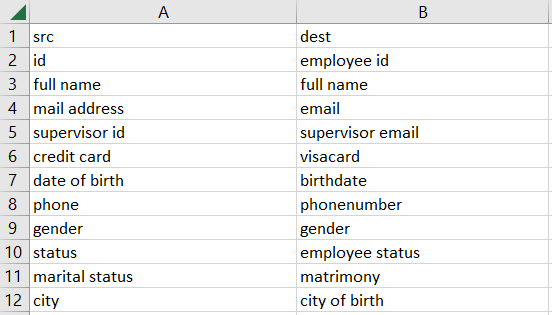 A B
1 src dest
2 id employee id
3 full name full name
4 mail address email
5 supervisor id supervisor email
6 credit card visacard
7 date of birth birthdate
8 phone phonenumber
9 gender gender
10 status employee status
11 marital status matrimony
12 city city of birth